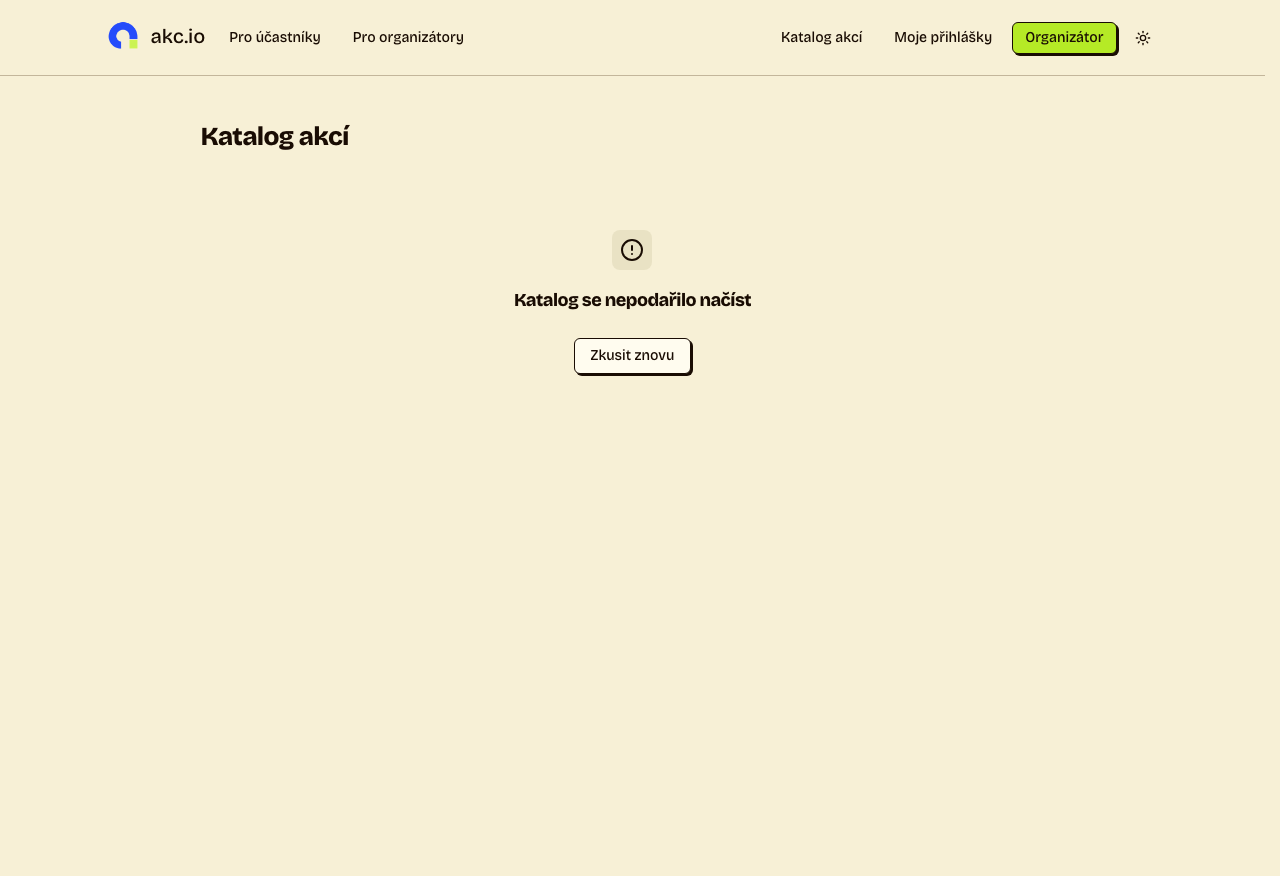 akc.io
Pro účastníky
Pro organizátory
Katalog akcí
Moje přihlášky
Organizátor
Katalog akcí
Katalog se nepodařilo načíst
Zkusit znovu